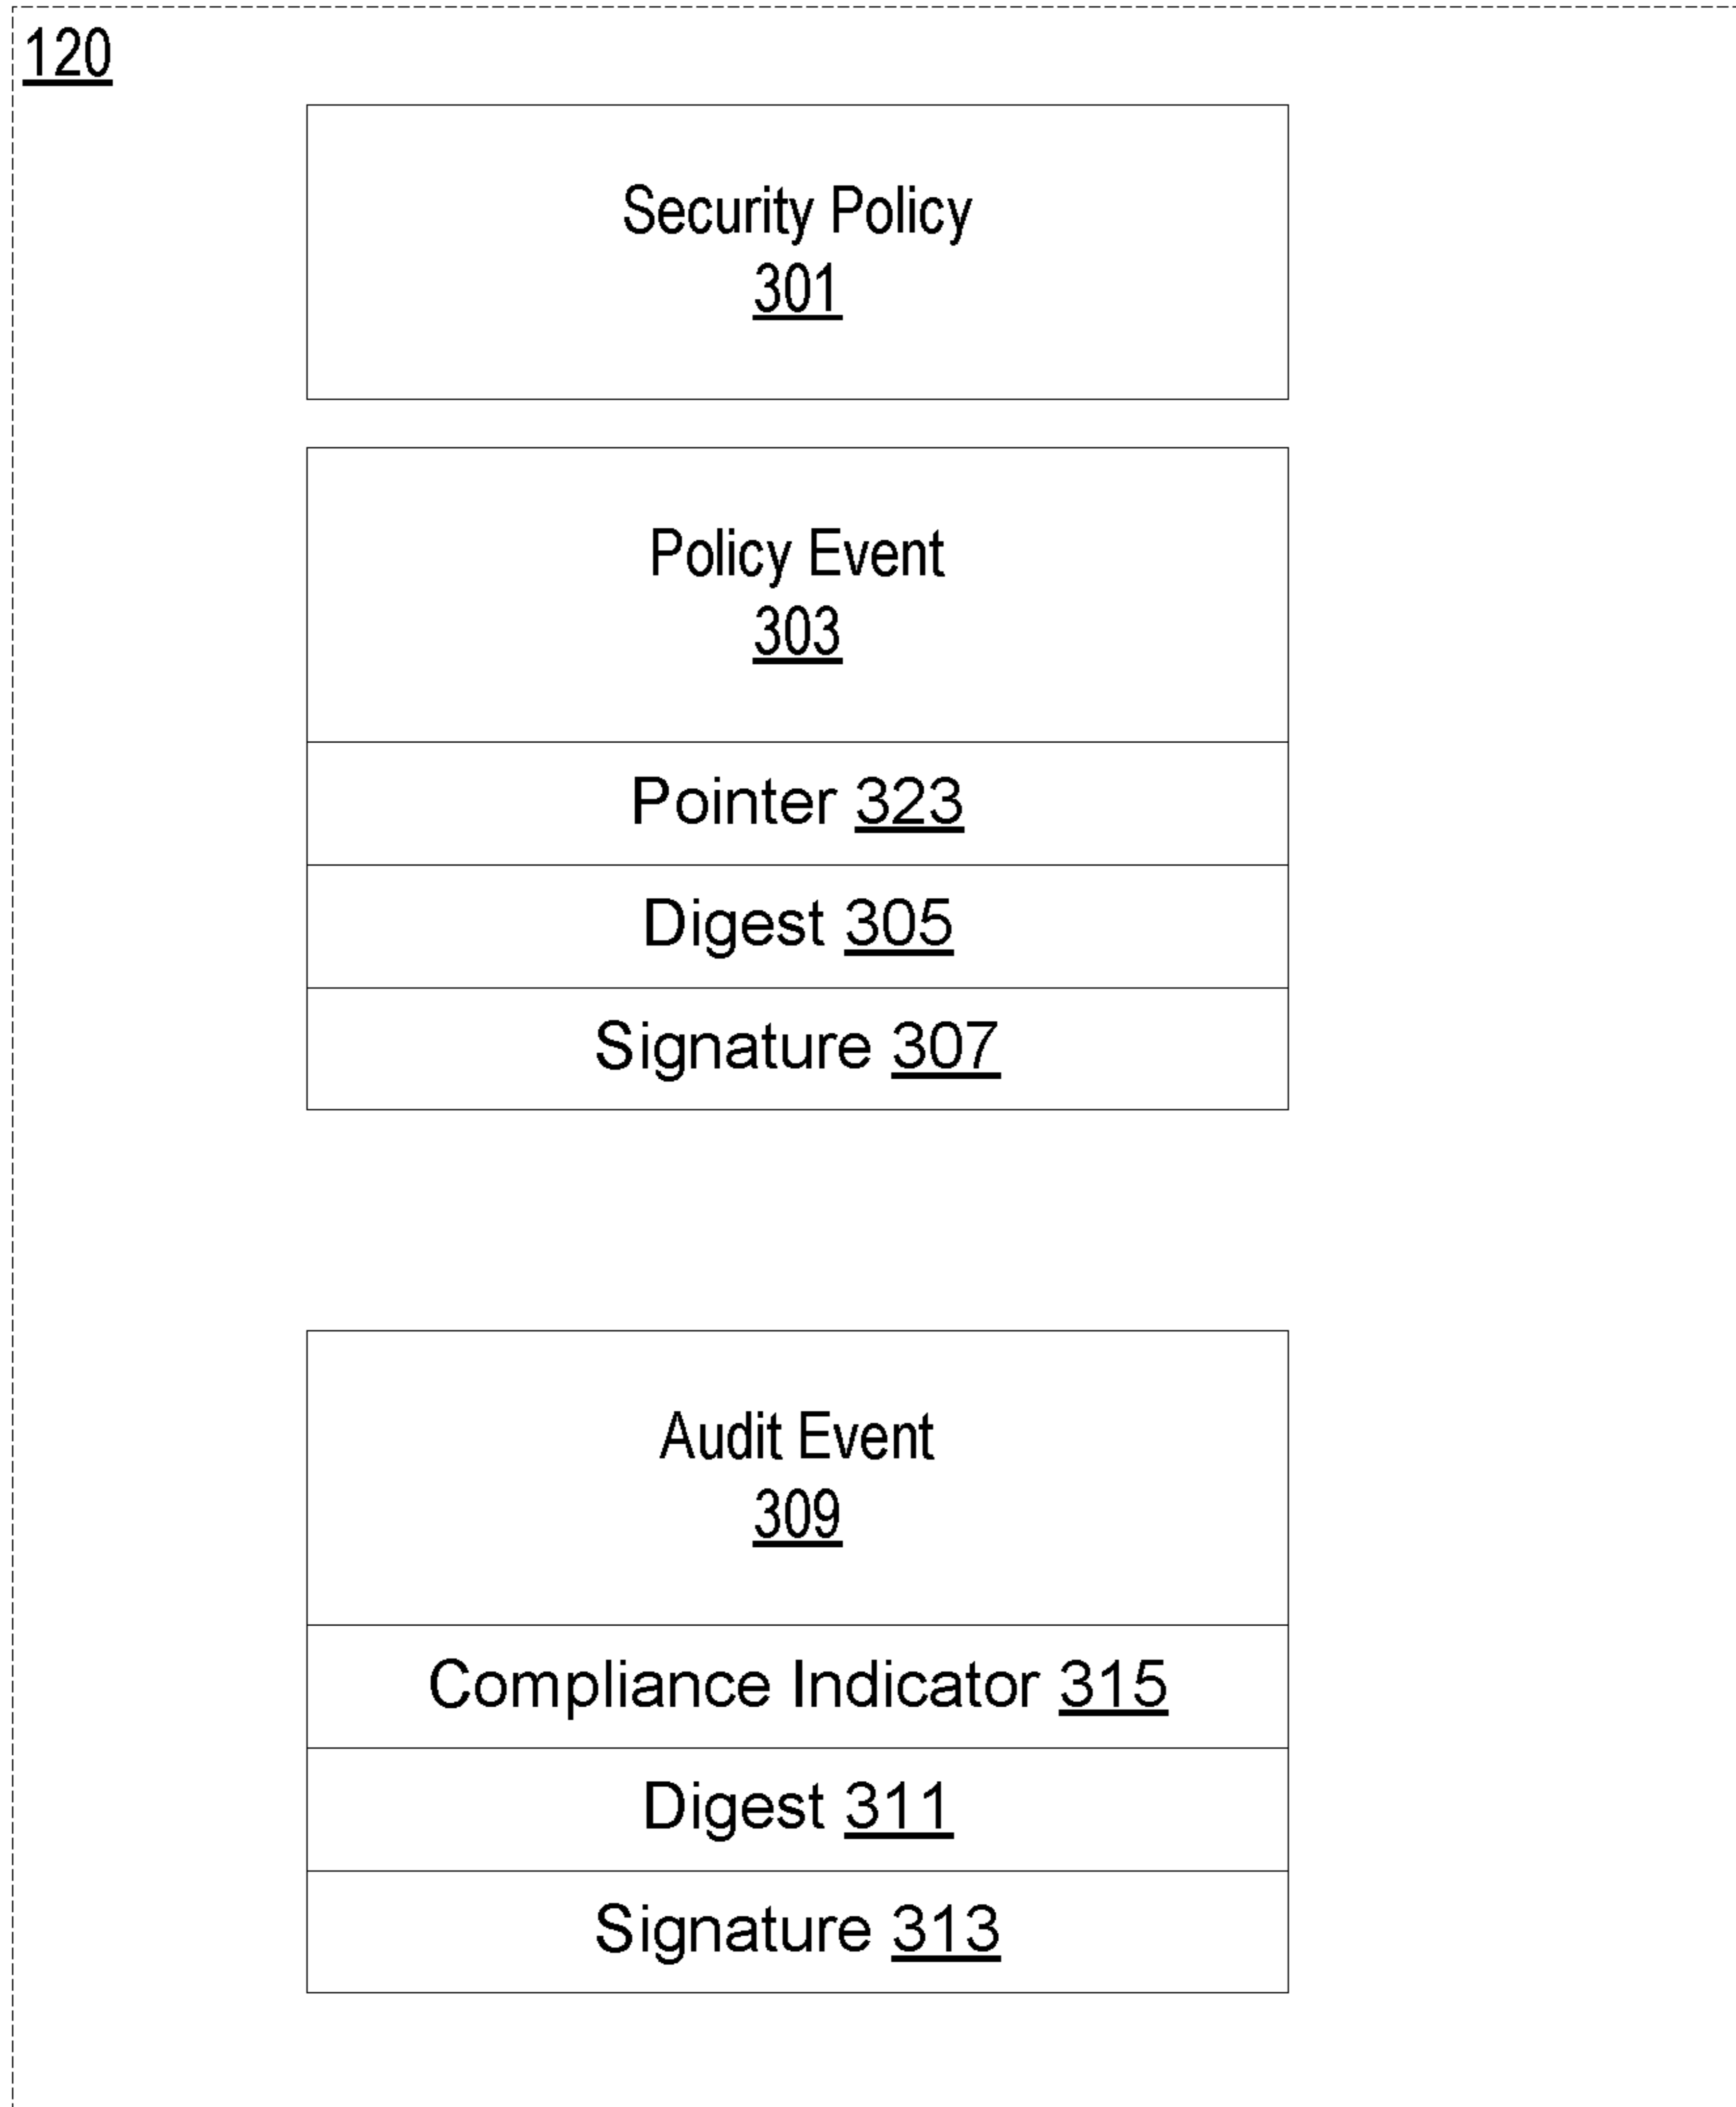 120
Security Policy
301
Policy Event
303
Pointer 323
Digest 305
Signature 307
Audit Event
309
Compliance Indicator 315
Digest 311
Signature 313